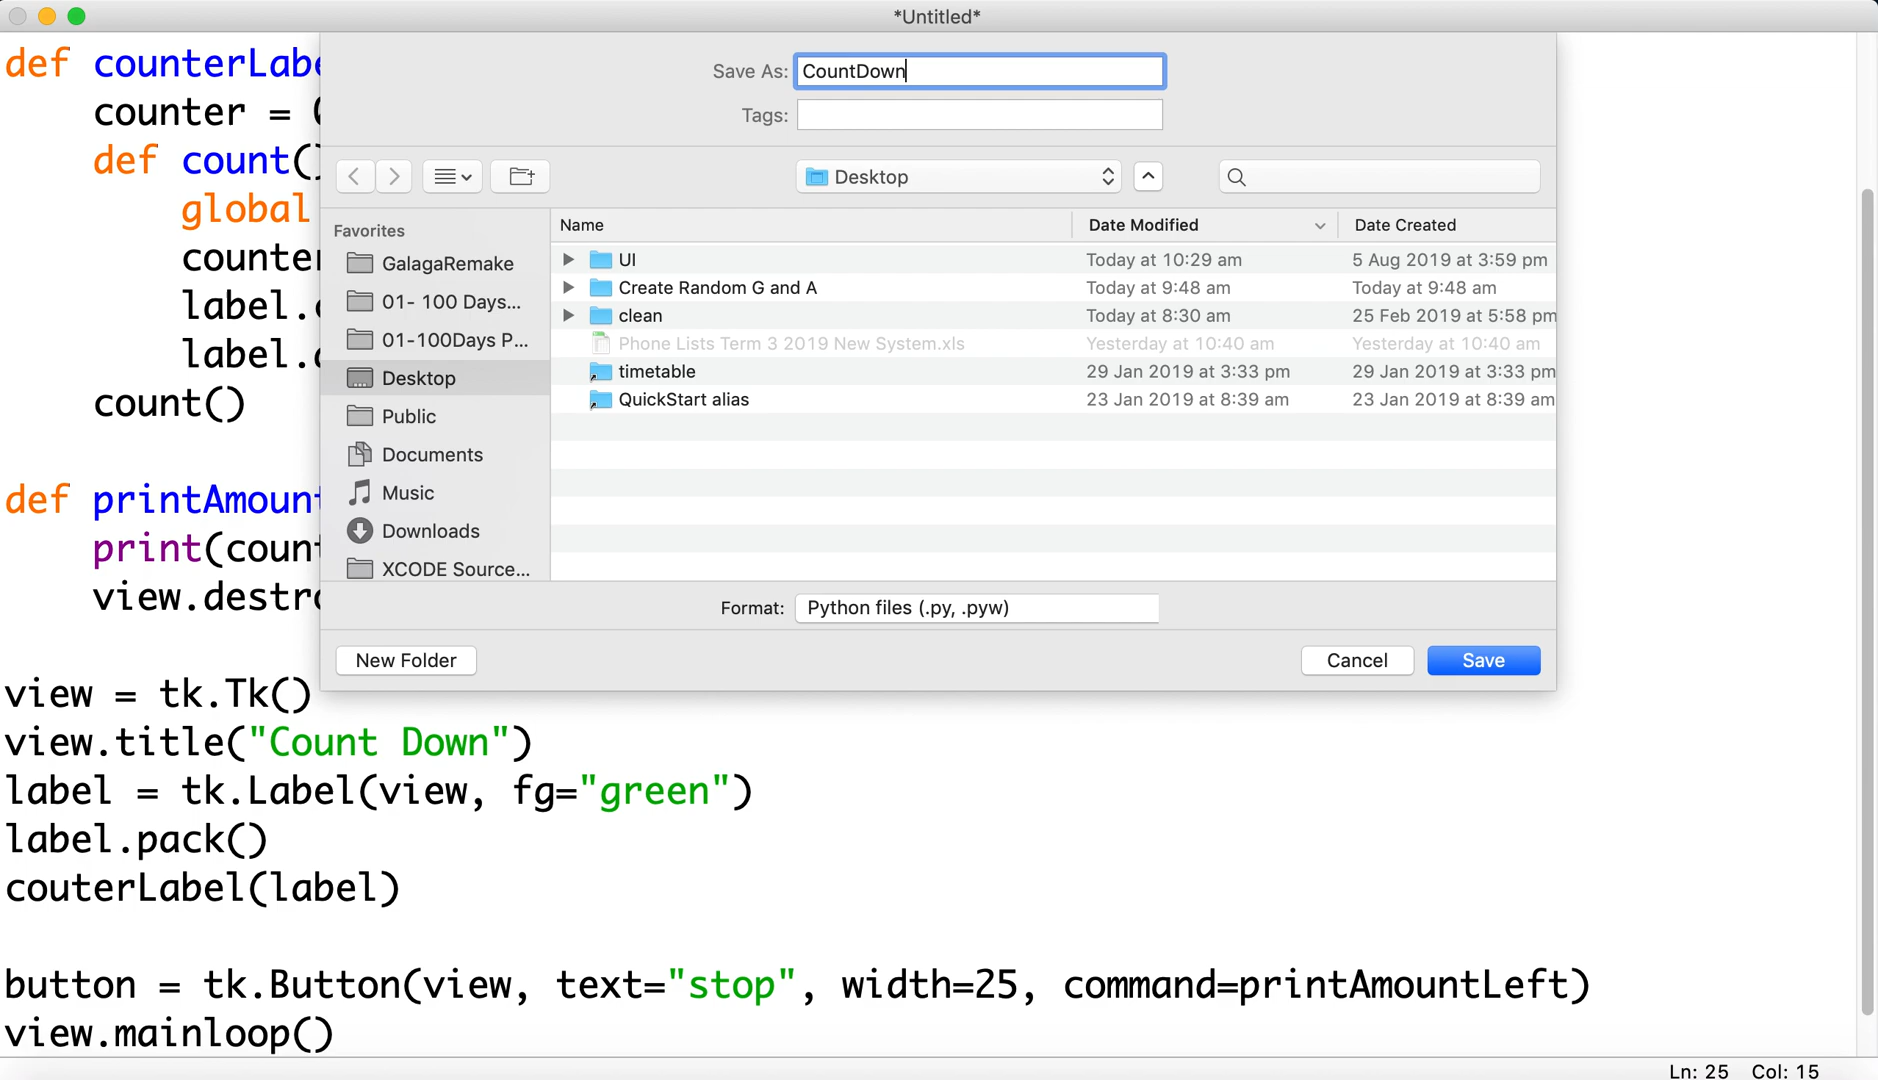 *Untitled*
def counterLabe
counter = 0
def count()
global
counter
label.c
label.
count()
def printAmount
print(count
view.destro
view = tk.Tk()
view.title("Count Down")
label = tk.Label(view, fg="green")
label.pack()
couterLabel(label)
button = tk.Button(view, text="stop", width=25, command=printAmountLeft)
view.mainloop()
Save As: CountDown
Tags:
Desktop
Favorites
GalagaRemake
01- 100 Days...
01-100Days P...
Desktop
Public
Documents
Music
Downloads
XCODE Source...
Name Date Modified Date Created
UI Today at 10:29 am 5 Aug 2019 at 3:59 pm
Create Random G and A Today at 9:48 am Today at 9:48 am
clean Today at 8:30 am 25 Feb 2019 at 5:58 pm
Phone Lists Term 3 2019 New System.xls Yesterday at 10:40 am Yesterday at 10:40 am
timetable 29 Jan 2019 at 3:33 pm 29 Jan 2019 at 3:33 pm
QuickStart alias 23 Jan 2019 at 8:39 am 23 Jan 2019 at 8:39 am
Format: Python files (.py, .pyw)
New Folder Cancel Save
Ln: 25 Col: 15